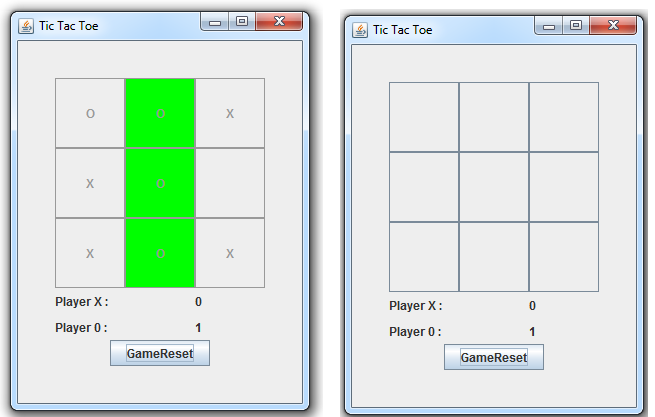 Tic Tac Toe
O O X
X O
X O X
Player X : 0
Player 0 : 1
GameReset
Tic Tac Toe
Player X : 0
Player 0 : 1
GameReset